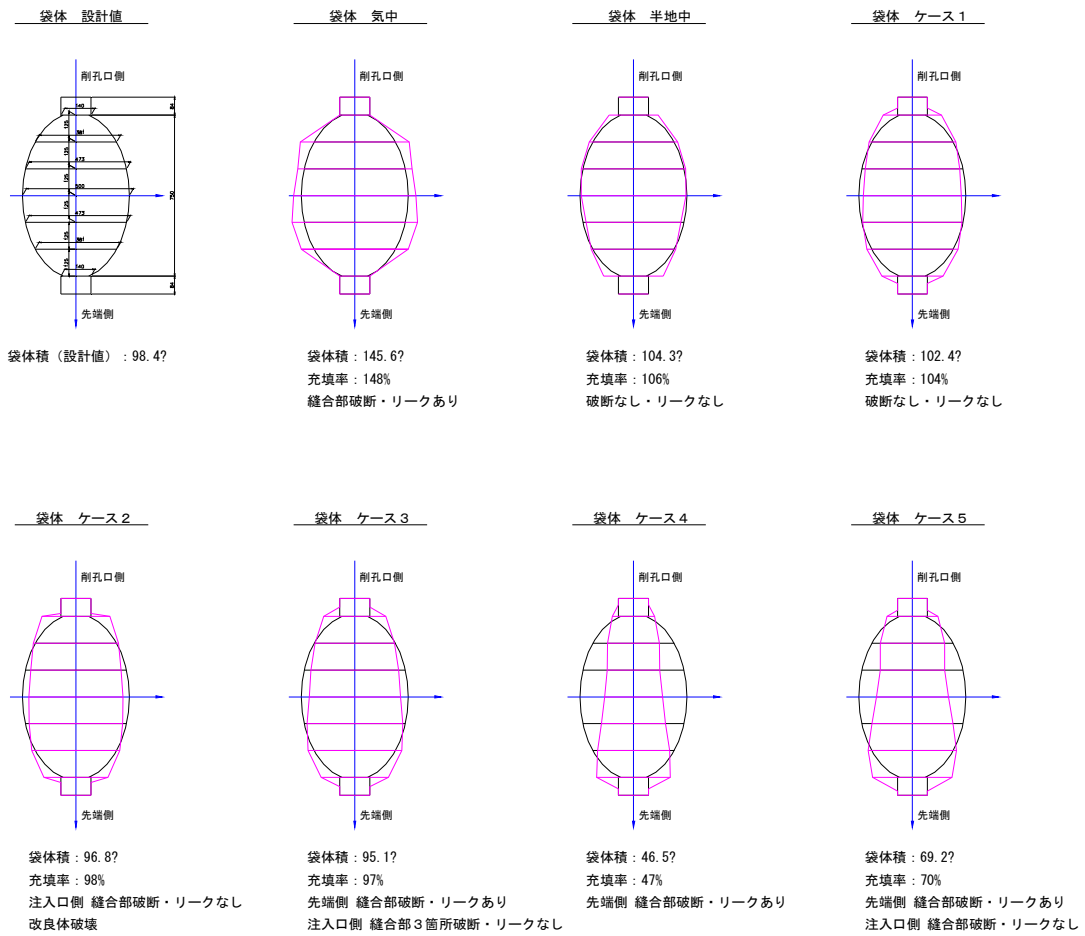 袋体　設計値
削孔口側
84
140
125
381
125
473
125
500
750
125
473
125
381
125
140
84
先端側
袋体積（設計値）：98.4?
袋体　気中
削孔口側
先端側
袋体積：145.6?
充填率：148%
縫合部破断・リークあり
袋体　半地中
削孔口側
先端側
袋体積：104.3?
充填率：106%
破断なし・リークなし
袋体　ケース１
削孔口側
先端側
袋体積：102.4?
充填率：104%
破断なし・リークなし
袋体　ケース２
削孔口側
先端側
袋体積：96.8?
充填率：98%
注入口側 縫合部破断・リークなし
改良体破壊
袋体　ケース３
削孔口側
先端側
袋体積：95.1?
充填率：97%
先端側 縫合部破断・リークあり
注入口側 縫合部３箇所破断・リークなし
袋体　ケース４
削孔口側
先端側
袋体積：46.5?
充填率：47%
先端側 縫合部破断・リークあり
袋体　ケース５
削孔口側
先端側
袋体積：69.2?
充填率：70%
先端側 縫合部破断・リークあり
注入口側 縫合部破断・リークなし